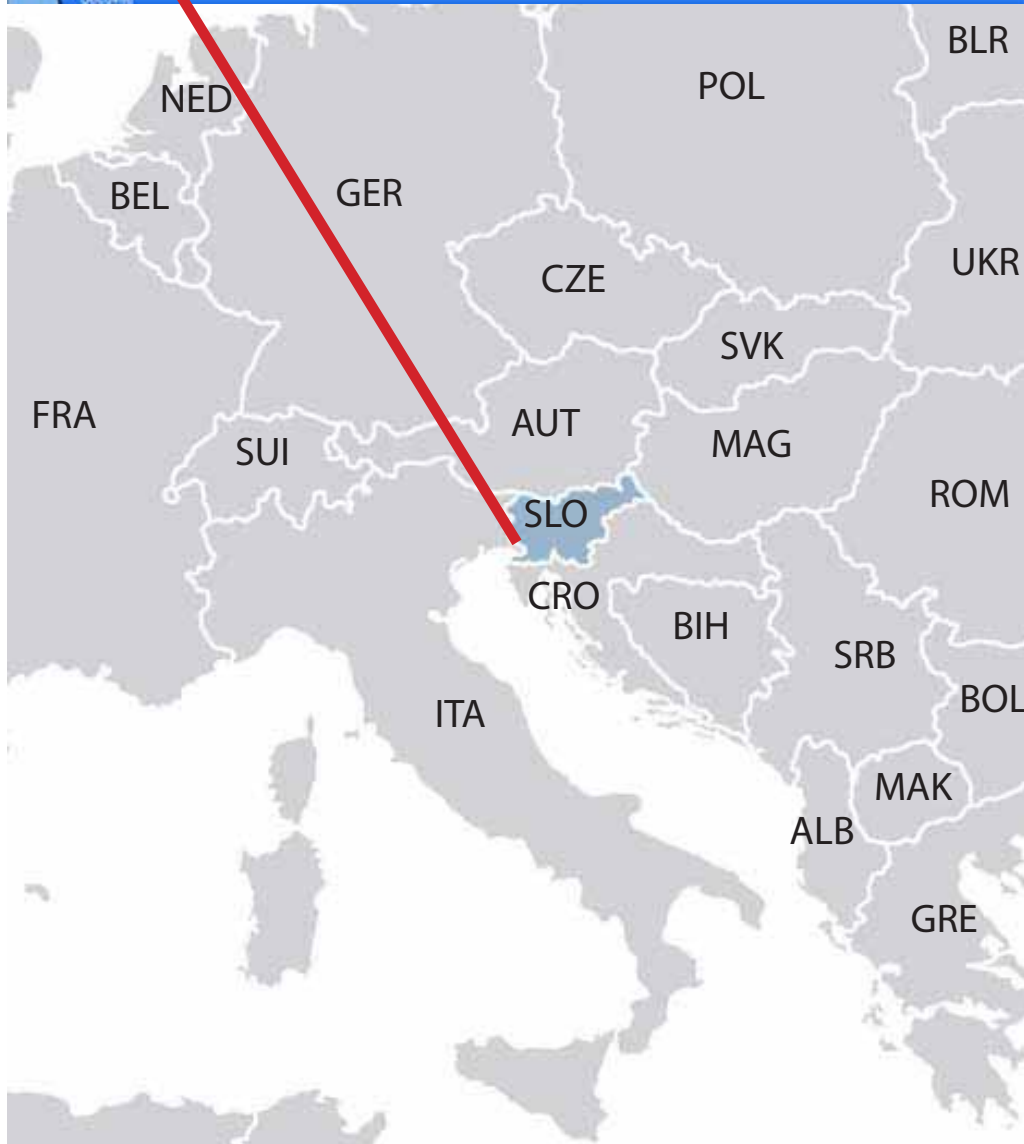 BLR
POL
NED
GER
BEL
UKR
CZE
SVK
FRA
AUT
MAG
SUI
ROM
SLO
CRO
BIH
SRB
BOL
ITA
MAK
ALB
GRE